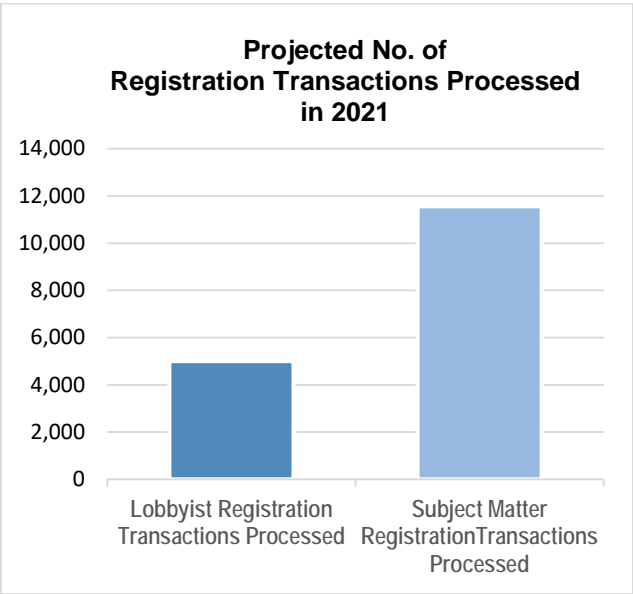 Projected No. of
Registration Transactions Processed
in 2021
14,000
12,000
10,000
8,000
6,000
4,000
2,000
0
Lobbyist Registration
Transactions Processed
Subject Matter
RegistrationTransactions
Processed